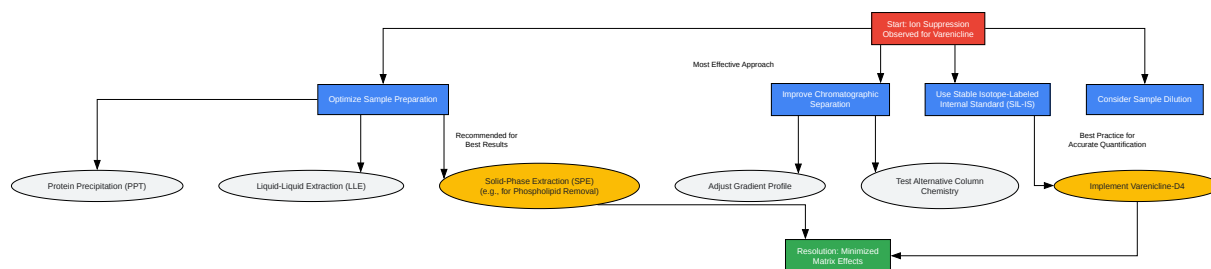 Start: Ion Suppression
Observed for Varenicline
Most Effective Approach
Optimize Sample Preparation
Improve Chromatographic
Separation
Use Stable Isotope-Labeled
Internal Standard (SIL-IS)
Consider Sample Dilution
Recommended for
Best Results
Best Practice for
Accurate Quantification
Protein Precipitation (PPT)
Liquid-Liquid Extraction (LLE)
Solid-Phase Extraction (SPE)
(e.g., for Phospholipid Removal)
Adjust Gradient Profile
Test Alternative Column
Chemistry
Implement Varenicline-D4
Resolution: Minimized
Matrix Effects